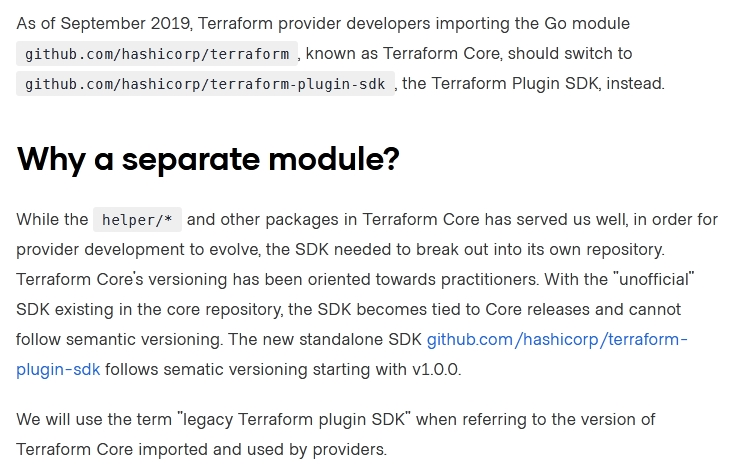 As of September 2019, Terraform provider developers importing the Go module
github.com/hashicorp/terraform , known as Terraform Core, should switch to
github.com/hashicorp/terraform-plugin-sdk , the Terraform Plugin SDK, instead.
Why a separate module?
While the helper/* and other packages in Terraform Core has served us well, in order for
provider development to evolve, the SDK needed to break out into its own repository.
Terraform Core's versioning has been oriented towards practitioners. With the "unofficial"
SDK existing in the core repository, the SDK becomes tied to Core releases and cannot
follow semantic versioning. The new standalone SDK github.com/hashicorp/terraform-
plugin-sdk follows sematic versioning starting with v1.0.0.
We will use the term "legacy Terraform plugin SDK" when referring to the version of
Terraform Core imported and used by providers.